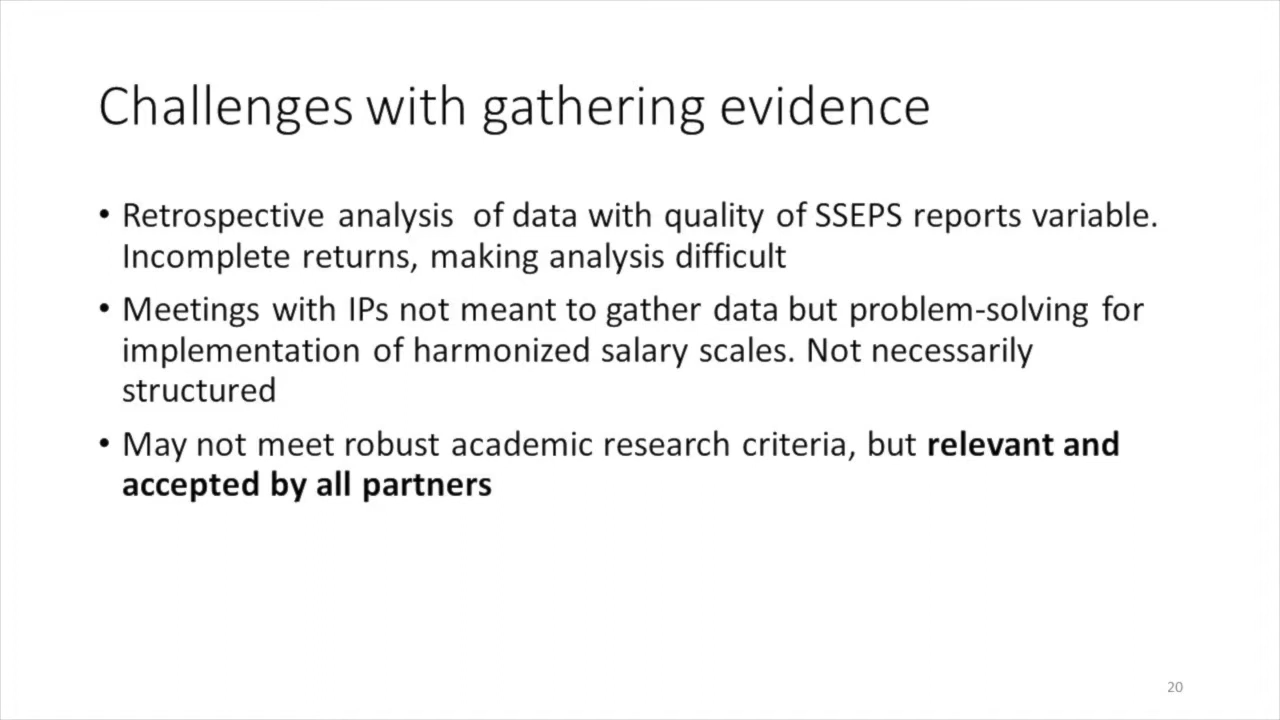 Challenges with gathering evidence
• Retrospective analysis of data with quality of SSEPS reports variable.
Incomplete returns, making analysis difficult
• Meetings with IPs not meant to gather data but problem-solving for
implementation of harmonized salary scales. Not necessarily
structured
• May not meet robust academic research criteria, but relevant and
accepted by all partners
20